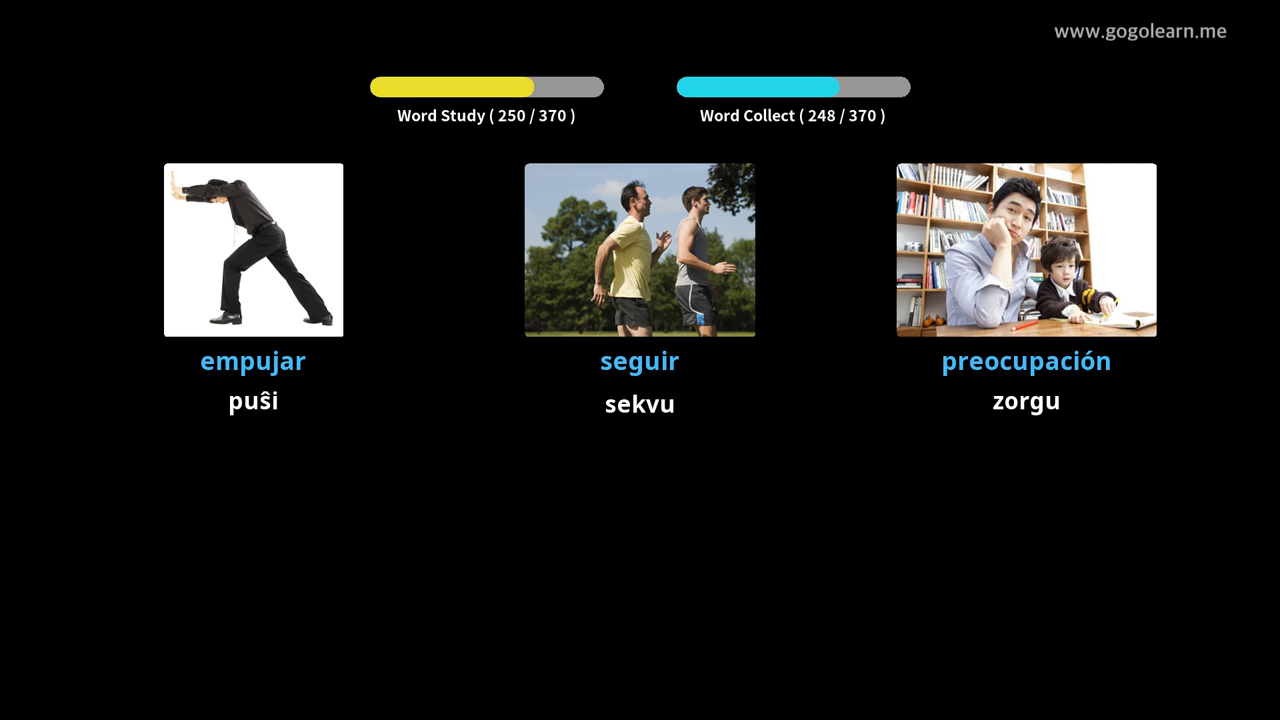 www.gogolearn.me
Word Study ( 250 / 370 )
Word Collect ( 248 / 370 )
empujar
seguir
preocupación
puŝi
sekvu
zorgu